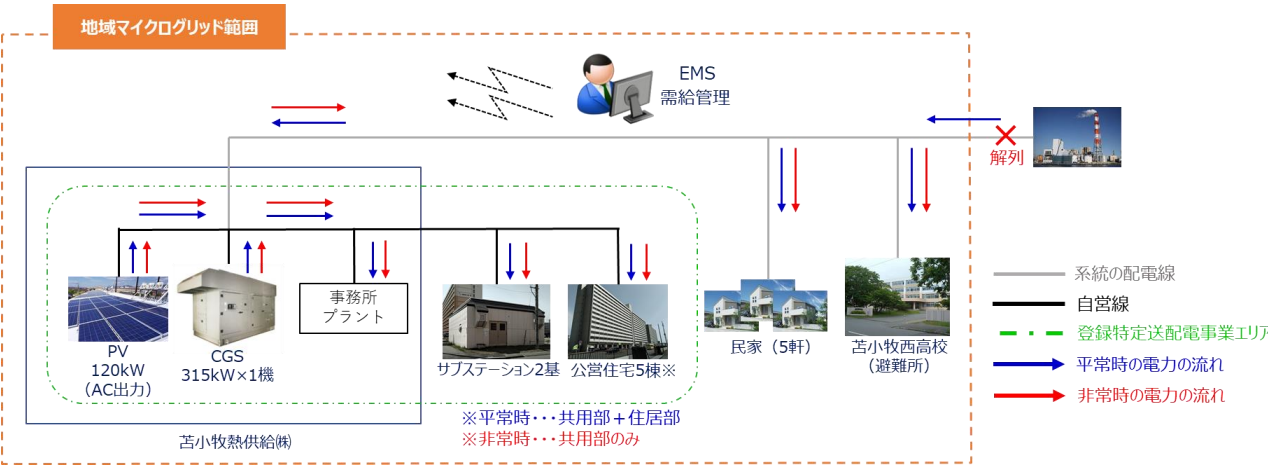 地域マイクログリッド範囲
EMS
需給管理
解列
PV
120kW
（AC出力）
CGS
315kW×1機
事務所
プラント
サブステーション2基
公営住宅5棟※
民家（5軒）
苫小牧西高校
（避難所）
※平常時･･･共用部＋住居部
※非常時･･･共用部のみ
苫小牧熱供給㈱
系統の配電線
自営線
登録特定送配電事業エリア
平常時の電力の流れ
非常時の電力の流れ